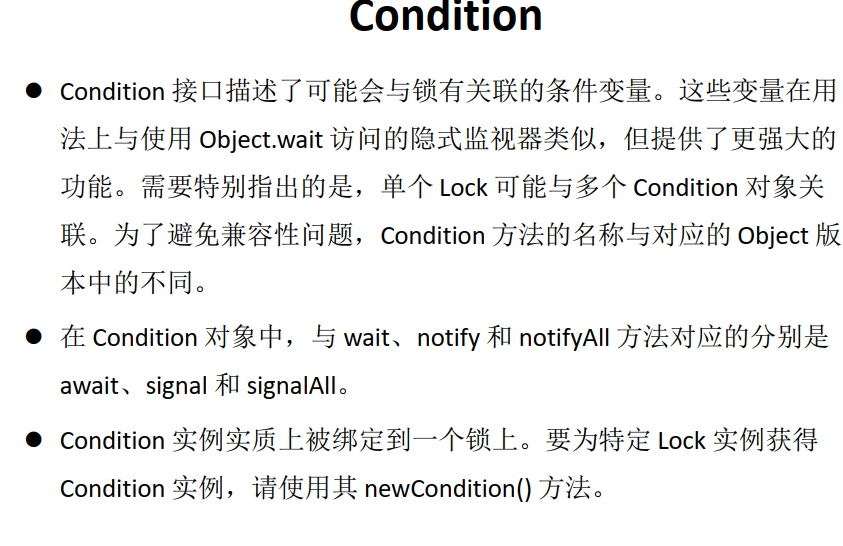 Condition
● Condition 接口描述了可能会与锁有关联的条件变量。这些变量在用
法上与使用 Object.wait 访问的隐式监视器类似，但提供了更强大的
功能。需要特别指出的是，单个 Lock 可能与多个 Condition 对象关
联。为了避免兼容性问题，Condition 方法的名称与对应的 Object 版
本中的不同。
● 在 Condition 对象中，与 wait、notify 和 notifyAll 方法对应的分别是
await、signal 和 signalAll。
● Condition 实例实质上被绑定到一个锁上。要为特定 Lock 实例获得
Condition 实例，请使用其 newCondition() 方法。